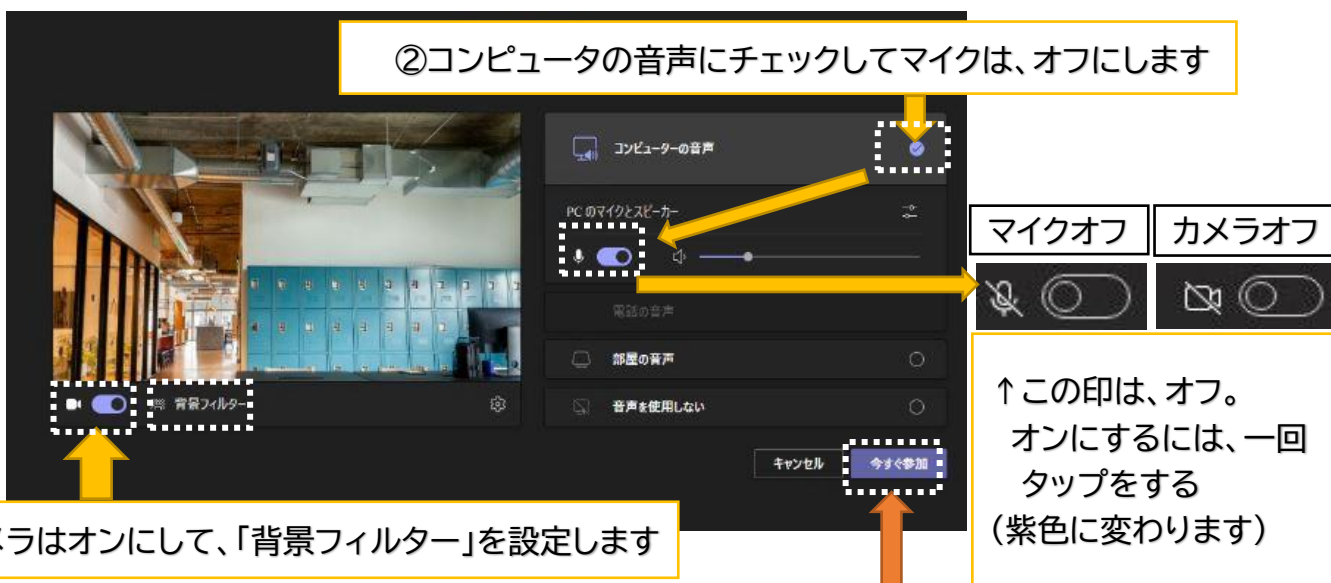 ②コンピュータの音声にチェックしてマイクは、オフにします
コンピューターの音声
PC のマイクとスピーカー
電話の音声
部屋の音声
音声を使用しない
背景フィルター
キャンセル
今すぐ参加
メラはオンにして、「背景フィルター」を設定します
マイクオフ
カメラオフ
↑この印は、オフ。
オンにするには、一回
タップをする
(紫色に変わります)